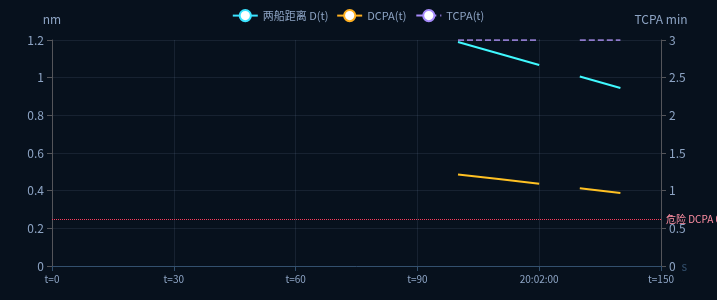 nm
两船距离 D(t)
DCPA(t)
TCPA(t)
TCPA min
1.2
1
0.8
0.6
0.4
0.2
0
3
2.5
2
1.5
1
0.5
0
危险 DCPA
s
t=0
t=30
t=60
t=90
20:02:00
t=150